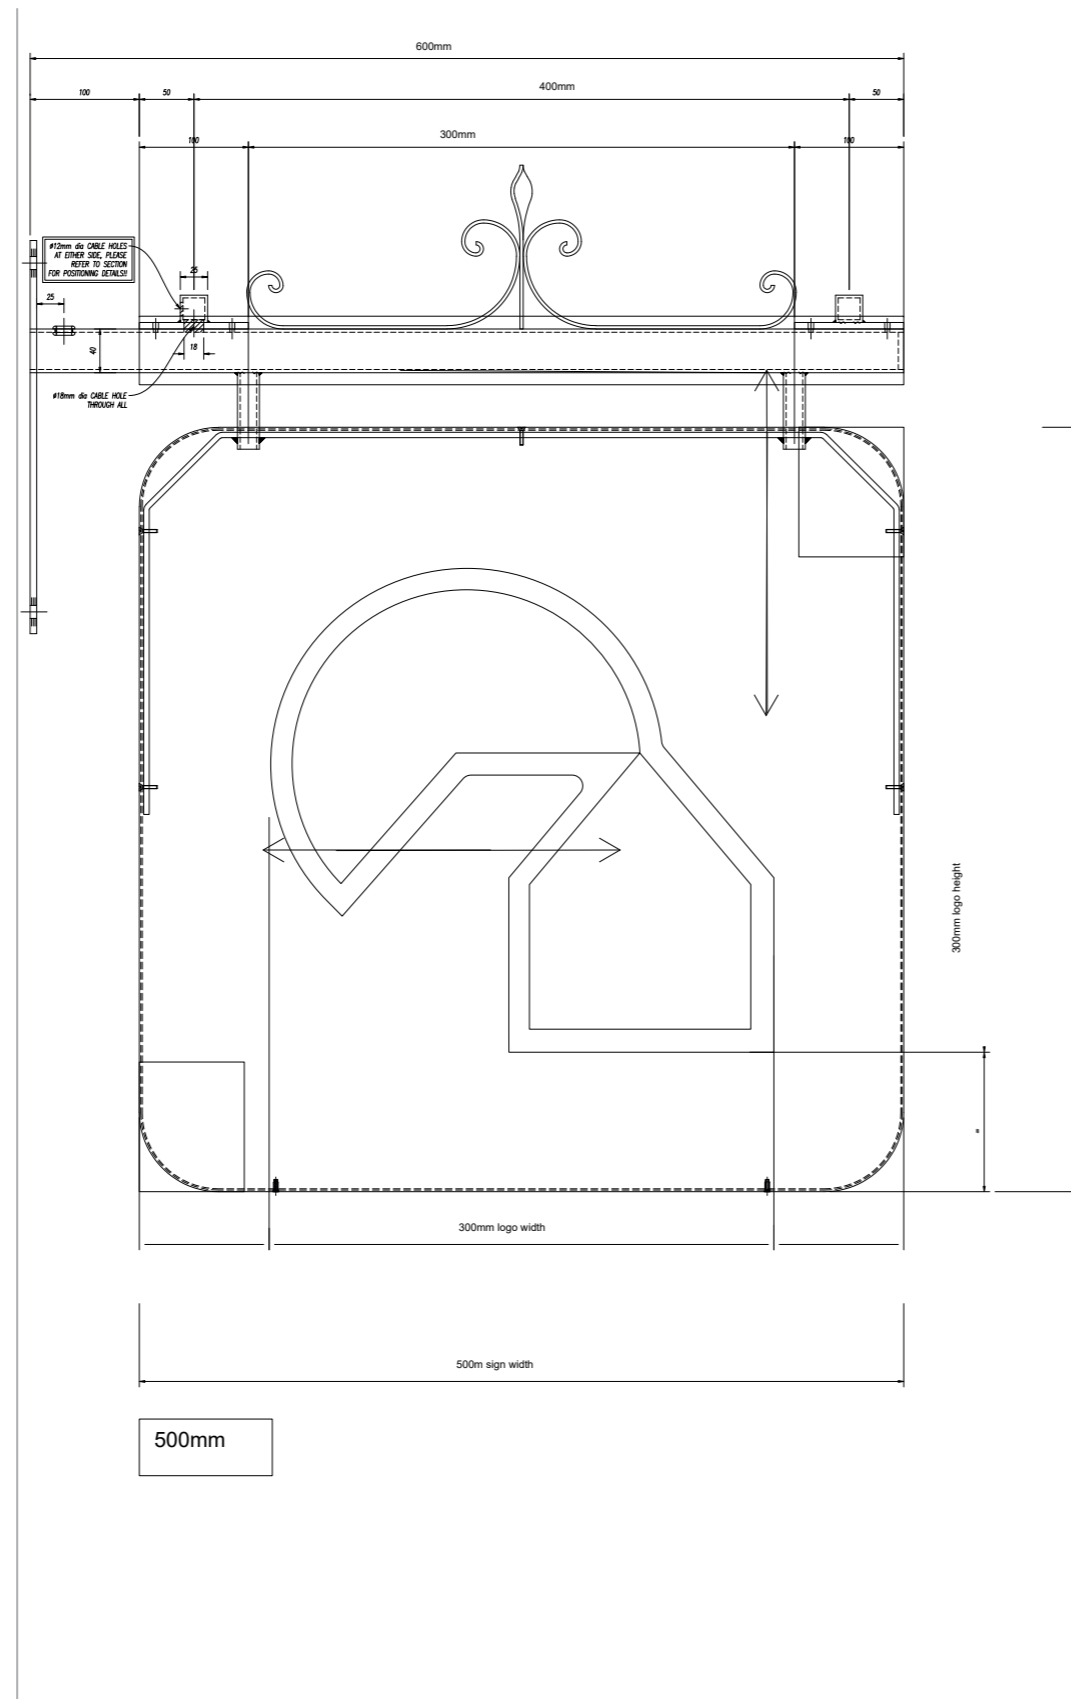 600mm
100
50
400mm
50
100
300mm
100
ø12mm dia CABLE HOLES
AT EITHER SIDE, PLEASE
REFER TO SECTION
FOR POSITIONING DETAILS!!
25
25
40
18
ø18mm dia CABLE HOLE
THROUGH ALL
300mm logo height
300mm logo width
500m sign width
500mm